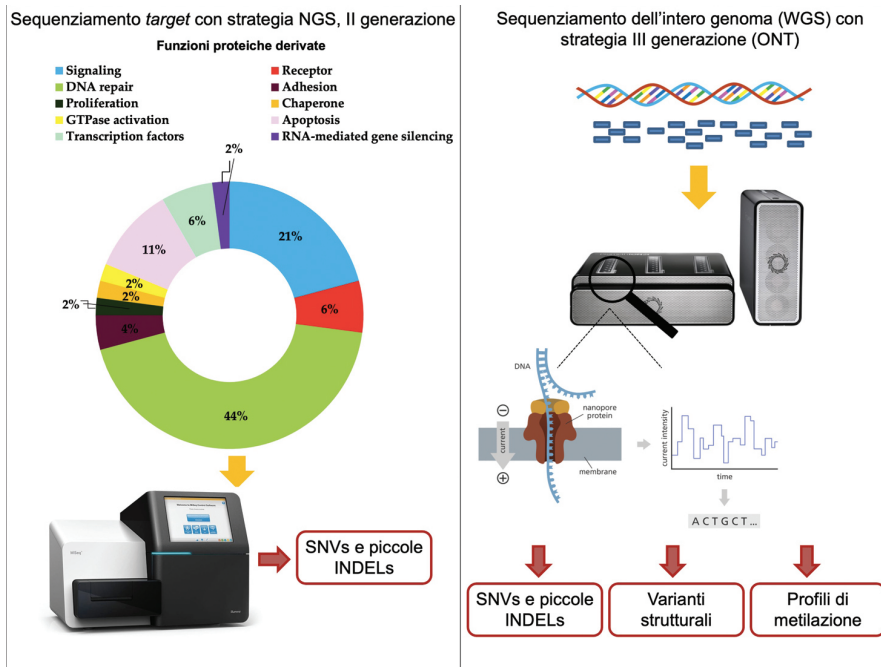 Sequenziamento target con strategia NGS, II generazione
Funzioni proteiche derivate
Signaling
DNA repair
Proliferation
GTPase activation
Transcription factors
Receptor
Adhesion
Chaperone
Apoptosis
RNA-mediated gene silencing
2%
6%
21%
11%
2%
2%
2%
6%
4%
44%
SNVs e piccole
INDELs
Sequenziamento dell'intero genoma (WGS) con
strategia III generazione (ONT)
DNA
nanopore
protein
current
membrane
current intensity
time
ACTGCT...
SNVs e piccole
INDELs
Varianti
strutturali
Profili di
metilazione